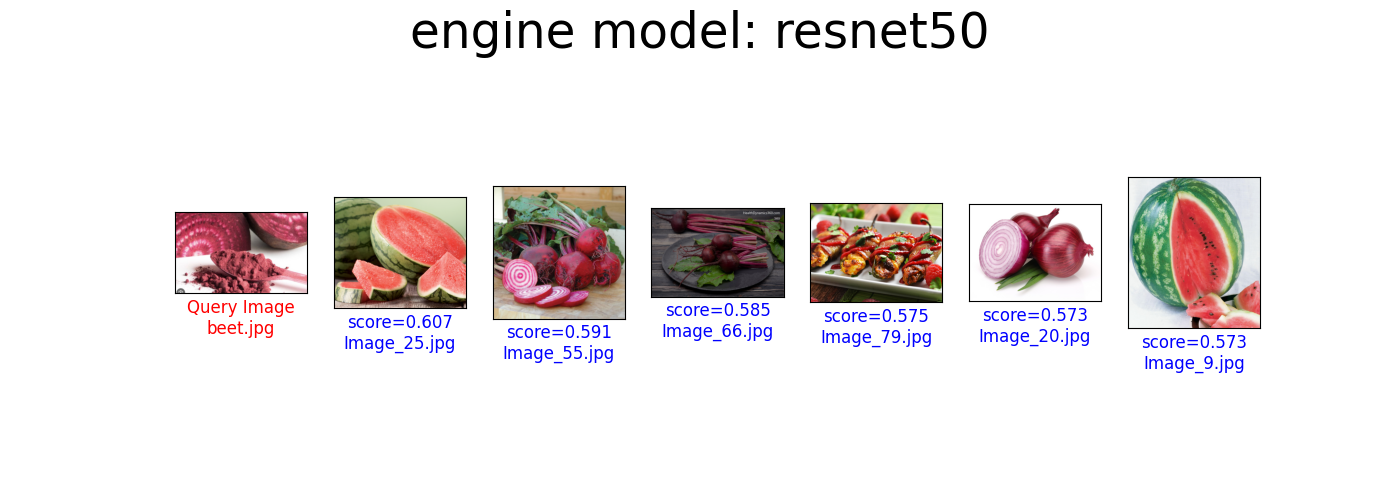 engine model: resnet50
Query Image
beet.jpg
score=0.607
Image_25.jpg
score=0.591
Image_55.jpg
score=0.585
Image_66.jpg
score=0.575
Image_79.jpg
score=0.573
Image_20.jpg
score=0.573
Image_9.jpg